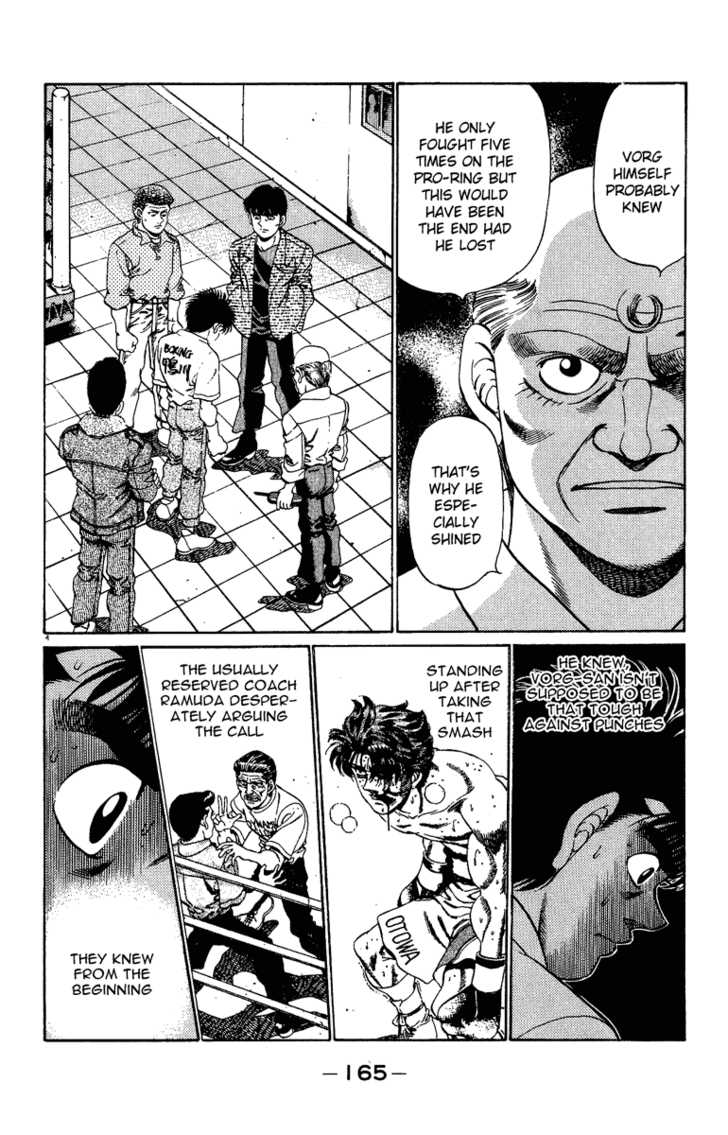 VORG
HIMSELF
PROBABLY
KNEW
HE ONLY
FOUGHT FIVE
TIMES ON THE
PRO-RING BUT
THIS WOULD
HAVE BEEN
THE END HAD
HE LOST
THAT'S
WHY HE
ESPE-
CIALLY
SHINED
BOXING
鴨川
HE KNEW,
VORG-SAN ISN'T
SUPPOSED TO BE
THAT TOUGH
AGAINST PUNCHES
STANDING
UP AFTER
TAKING
THAT
SMASH
OTOWA
THE USUALLY
RESERVED COACH
RAMUDA DESPER-
ATELY ARGUING
THE CALL
THEY KNEW
FROM THE
BEGINNING
— 165 —